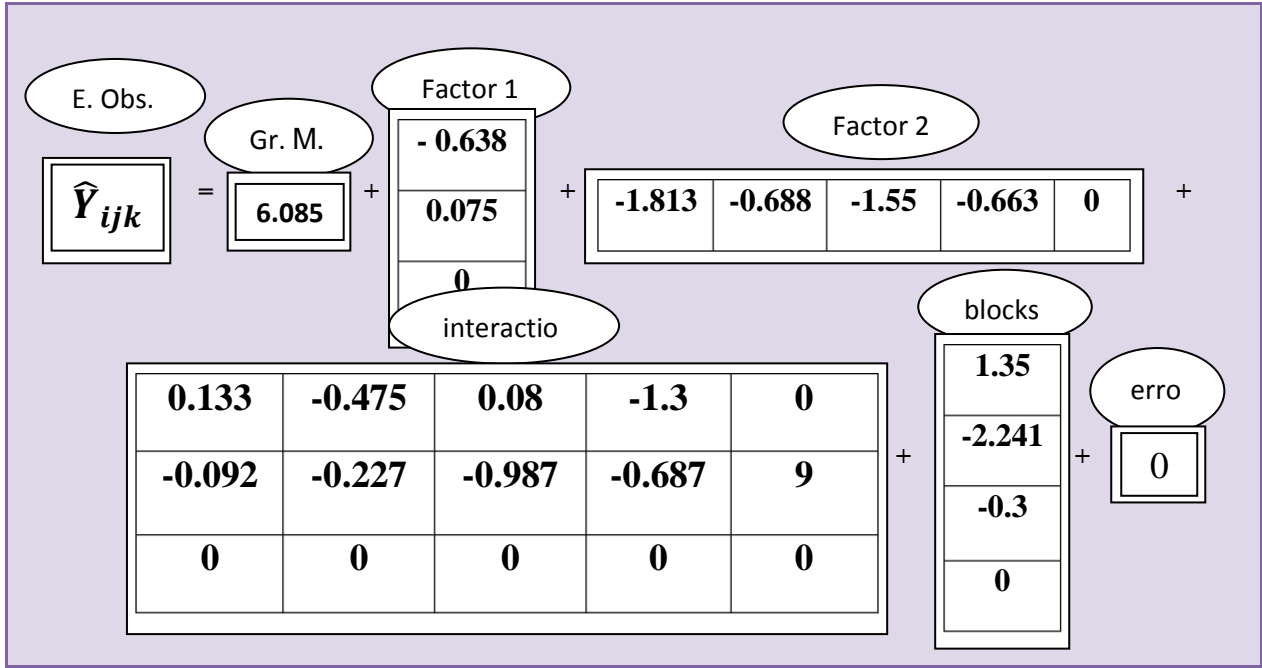 E. Obs.
Gr. M.
Factor 1
Factor 2
Ŷijk = 6.085 + - 0.638 + -1.813 -0.688 -1.55 -0.663 0 +
0.075
0
interactio
blocks
erro
0.133 -0.475 0.08 -1.3 0
-0.092 -0.227 -0.987 -0.687 9
0 0 0 0 0
+
1.35
-2.241
-0.3
0
+
0